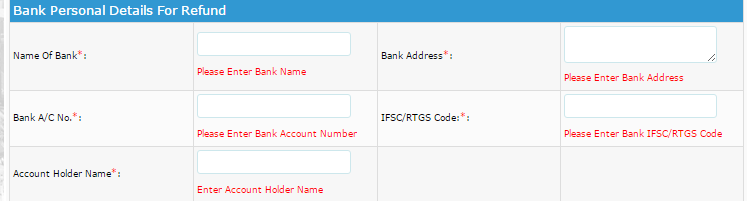 Bank Personal Details For Refund
Name Of Bank*:
Bank Address*:
Please Enter Bank Name
Please Enter Bank Address
Bank A/C No.*:
IFSC/RTGS Code:*:
Please Enter Bank Account Number
Please Enter Bank IFSC/RTGS Code
Account Holder Name*:
Enter Account Holder Name